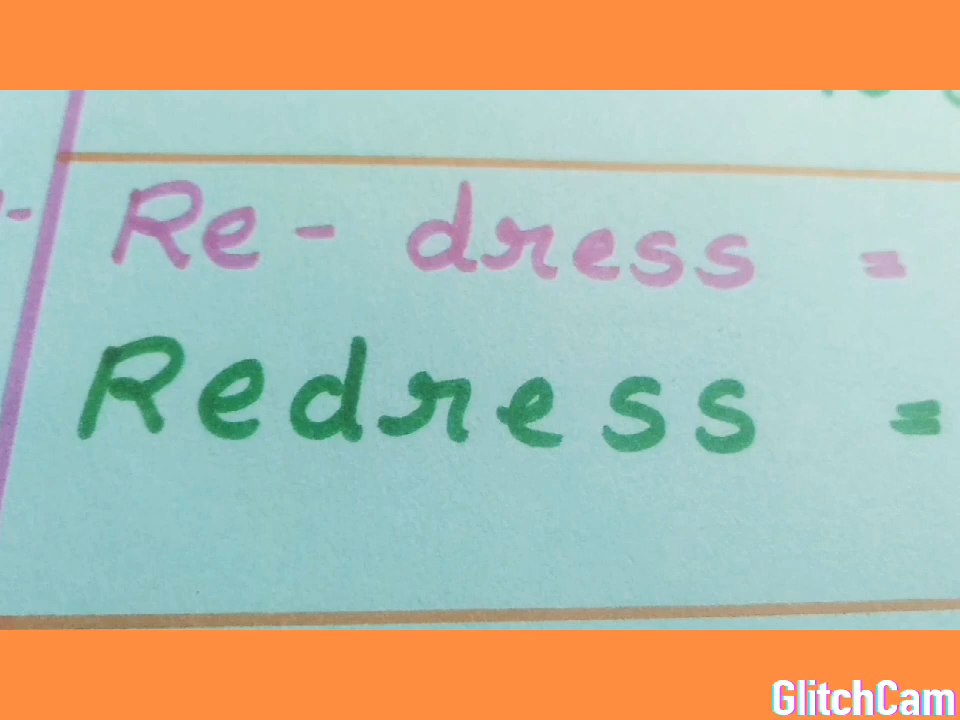 Re - dress =
Redress =
GlitchCam